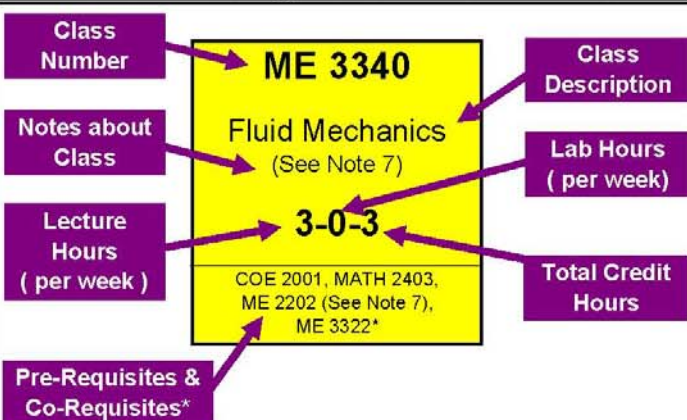 Class
Number
ME 3340
Class
Description
Notes about
Class
Fluid Mechanics
(See Note 7)
Lab Hours
( per week)
Lecture
Hours
( per week )
3-0-3
Total Credit
Hours
COE 2001, MATH 2403,
ME 2202 (See Note 7),
ME 3322*
Pre-Requisites &
Co-Requisites*